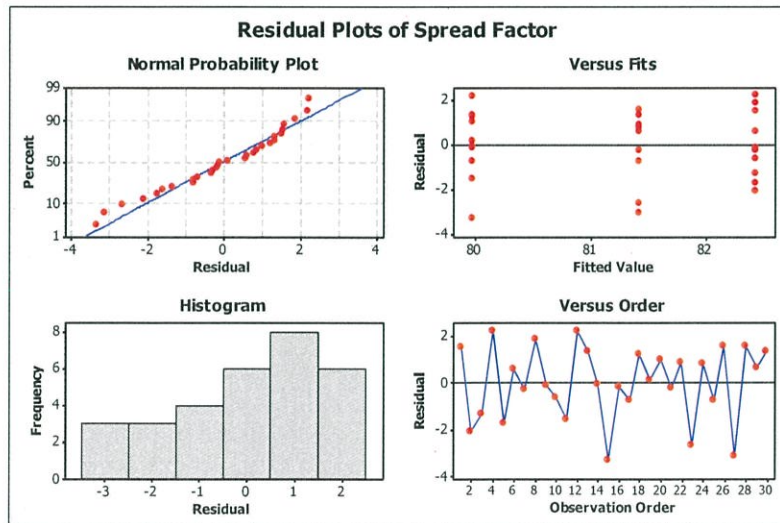 Residual Plots of Spread Factor
Normal Probability Plot
99
90
50
10
1
Percent
-4 -2 0 2 4
Residual
Versus Fits
2
0
-2
-4
Residual
80 81 82
Fitted Value
Histogram
8
6
4
2
0
Frequency
-3 -2 -1 0 1 2
Residual
Versus Order
2
0
-2
-4
Residual
2 4 6 8 10 12 14 16 18 20 22 24 26 28 30
Observation Order